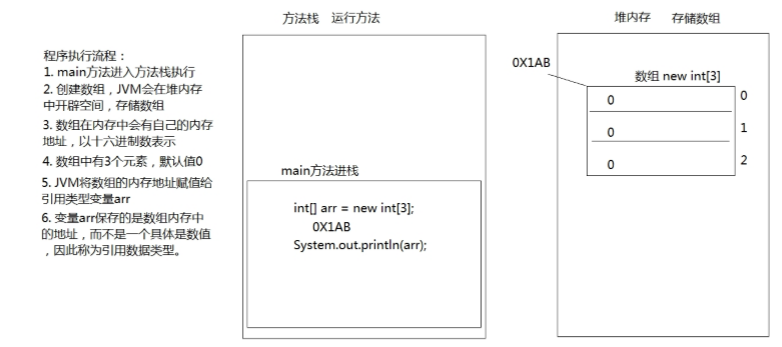 方法栈 运行方法
堆内存 存储数组
程序执行流程：
1. main方法进入方法栈执行
2. 创建数组，JVM会在堆内存
中开辟空间，存储数组
3. 数组在内存中会有自己的内存
地址，以十六进制数表示
4. 数组中有3个元素，默认值0
5. JVM将数组的内存地址赋值给
引用类型变量arr
6. 变量arr保存的是数组内存中
的地址，而不是一个具体是数值
，因此称为引用数据类型。
main方法进栈
int[] arr = new int[3];
0X1AB
System.out.println(arr);
0X1AB
数组 new int[3]
0 0
0 1
0 2